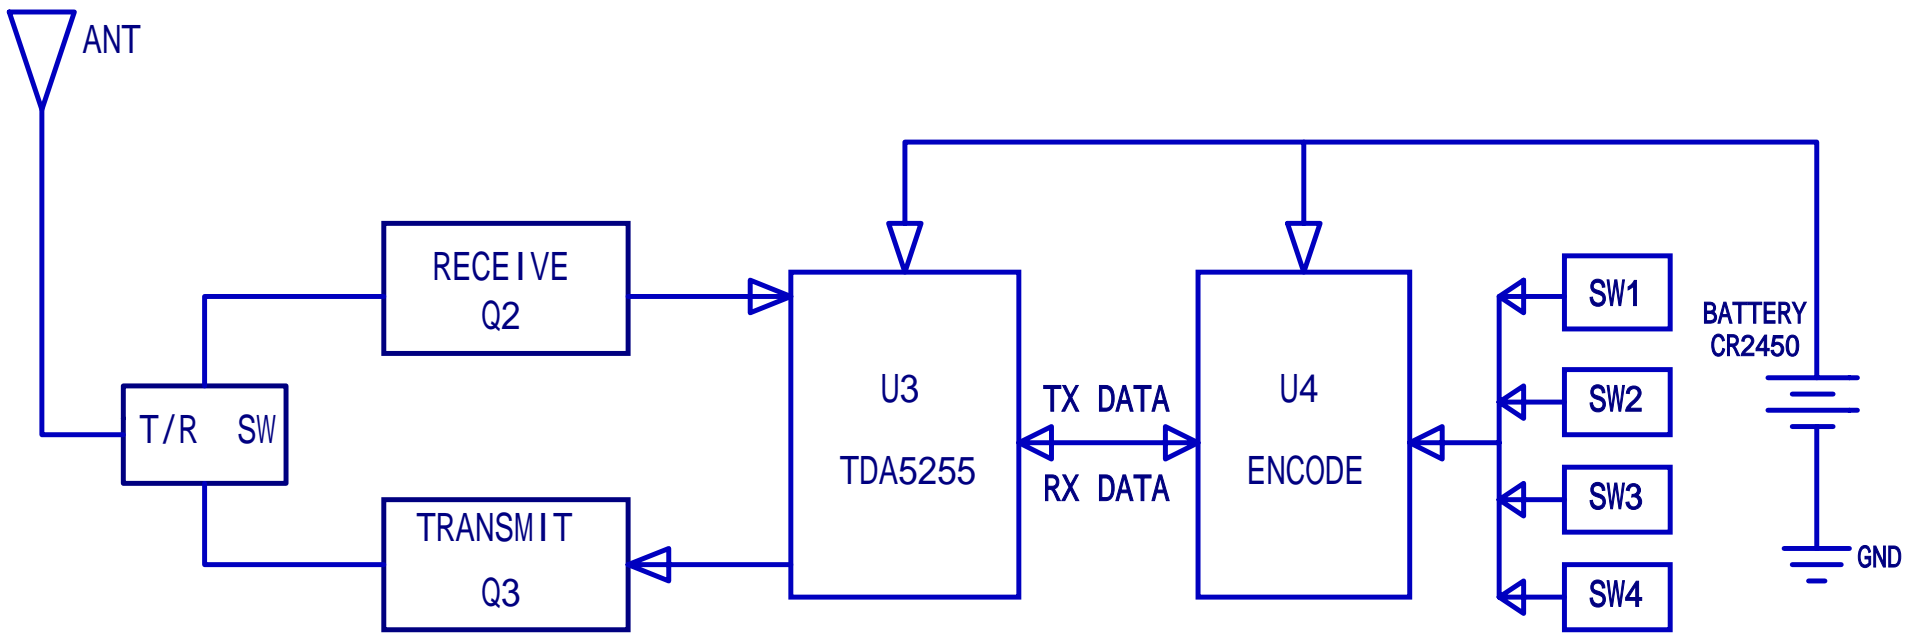 ANT
RECEIVE
Q2
T/R SW
TRANSMIT
Q3
U3
TDA5255
TX DATA
RX DATA
U4
ENCODE
SW1
SW2
SW3
SW4
BATTERY
CR2450
GND